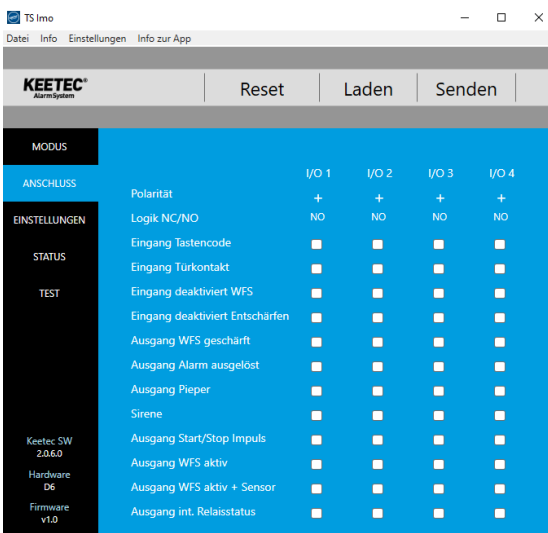 TS Imo
Datei Info Einstellungen Info zur App
KEETEC®
AlarmSystem
Reset Laden Senden
MODUS
ANSCHLUSS
EINSTELLUNGEN
STATUS
TEST
Keetec SW
2.0.6.0
Hardware
D6
Firmware
v1.0
I/O 1 I/O 2 I/O 3 I/O 4
Polarität + + + +
Logik NC/NO NO NO NO NO
Eingang Tastencode
Eingang Türkontakt
Eingang deaktiviert WFS
Eingang deaktiviert Entschärfen
Ausgang WFS geschärft
Ausgang Alarm ausgelöst
Ausgang Pieper
Sirene
Ausgang Start/Stop Impuls
Ausgang WFS aktiv
Ausgang WFS aktiv + Sensor
Ausgang int. Relaisstatus